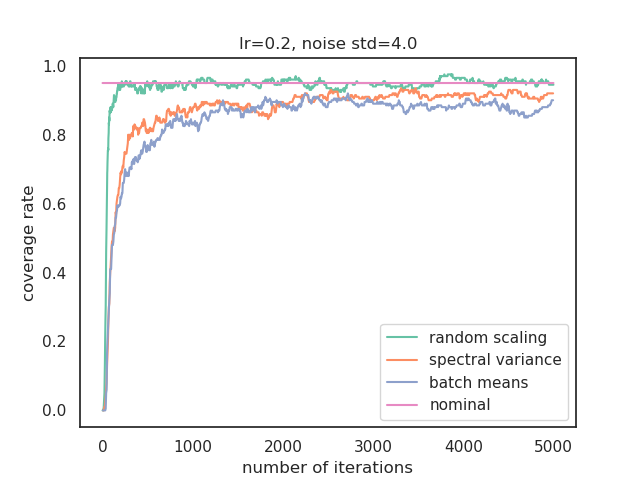 lr=0.2, noise std=4.0
1.0
0.8
0.6
0.4
0.2
0.0
coverage rate
random scaling
spectral variance
batch means
nominal
0 1000 2000 3000 4000 5000
number of iterations